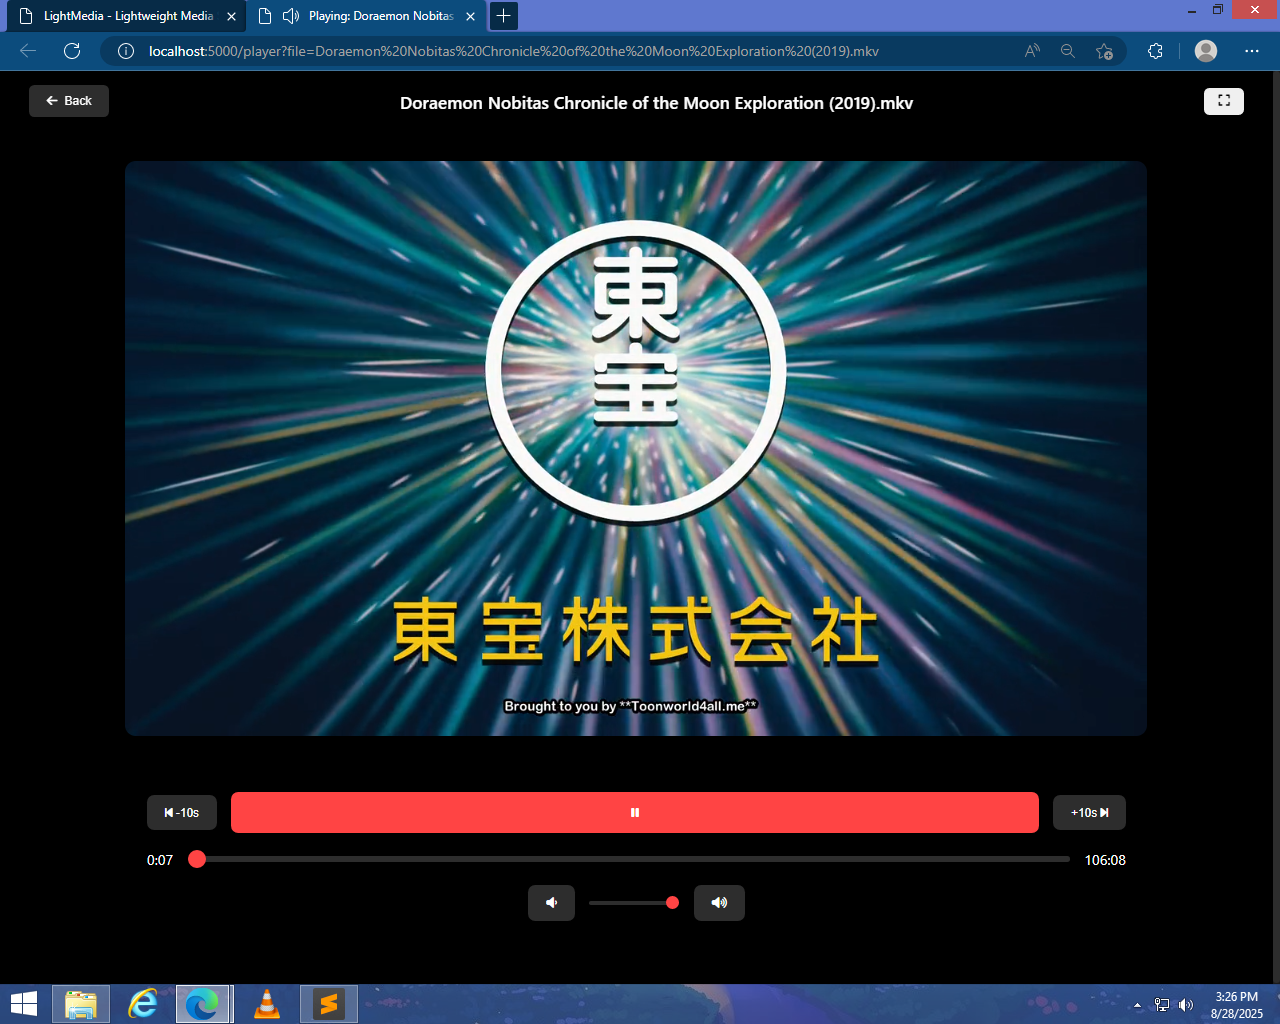 LightMedia - Lightweight Media
Playing: Doraemon Nobitas
localhost:5000/player?file=Doraemon%20Nobitas%20Chronicle%20of%20the%20Moon%20Exploration%20(2019).mkv
Back
Doraemon Nobitas Chronicle of the Moon Exploration (2019).mkv
東
宝
東宝株式会社
Brought to you by **Toonworld4all.me**
-10s
+10s
0:07
106:08
3:26 PM
8/28/2025